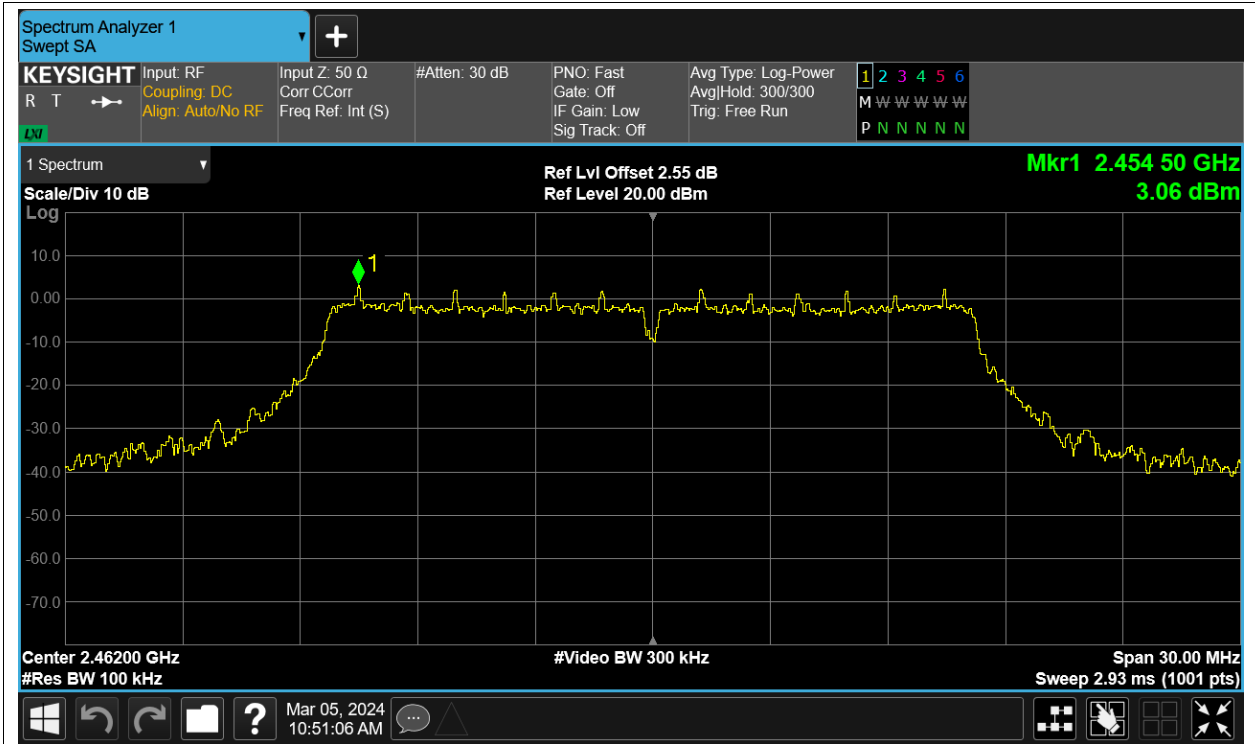 Spectrum Analyzer 1
Swept SA
KEYSIGHT
R T
LXI
Input: RF
Coupling: DC
Align: Auto/No RF
Input Z: 50 Ω
Corr CCorr
Freq Ref: Int (S)
#Atten: 30 dB
PNO: Fast
Gate: Off
IF Gain: Low
Sig Track: Off
Avg Type: Log-Power
Avg|Hold: 300/300
Trig: Free Run
1 2 3 4 5 6
M W W W W W
P N N N N N
1 Spectrum
Scale/Div 10 dB
Log
Ref Lvl Offset 2.55 dB
Ref Level 20.00 dBm
Mkr1 2.454 50 GHz
3.06 dBm
1
10.0
0.00
-10.0
-20.0
-30.0
-40.0
-50.0
-60.0
-70.0
Center 2.46200 GHz
#Res BW 100 kHz
#Video BW 300 kHz
Span 30.00 MHz
Sweep 2.93 ms (1001 pts)
?
Mar 05, 2024
10:51:06 AM